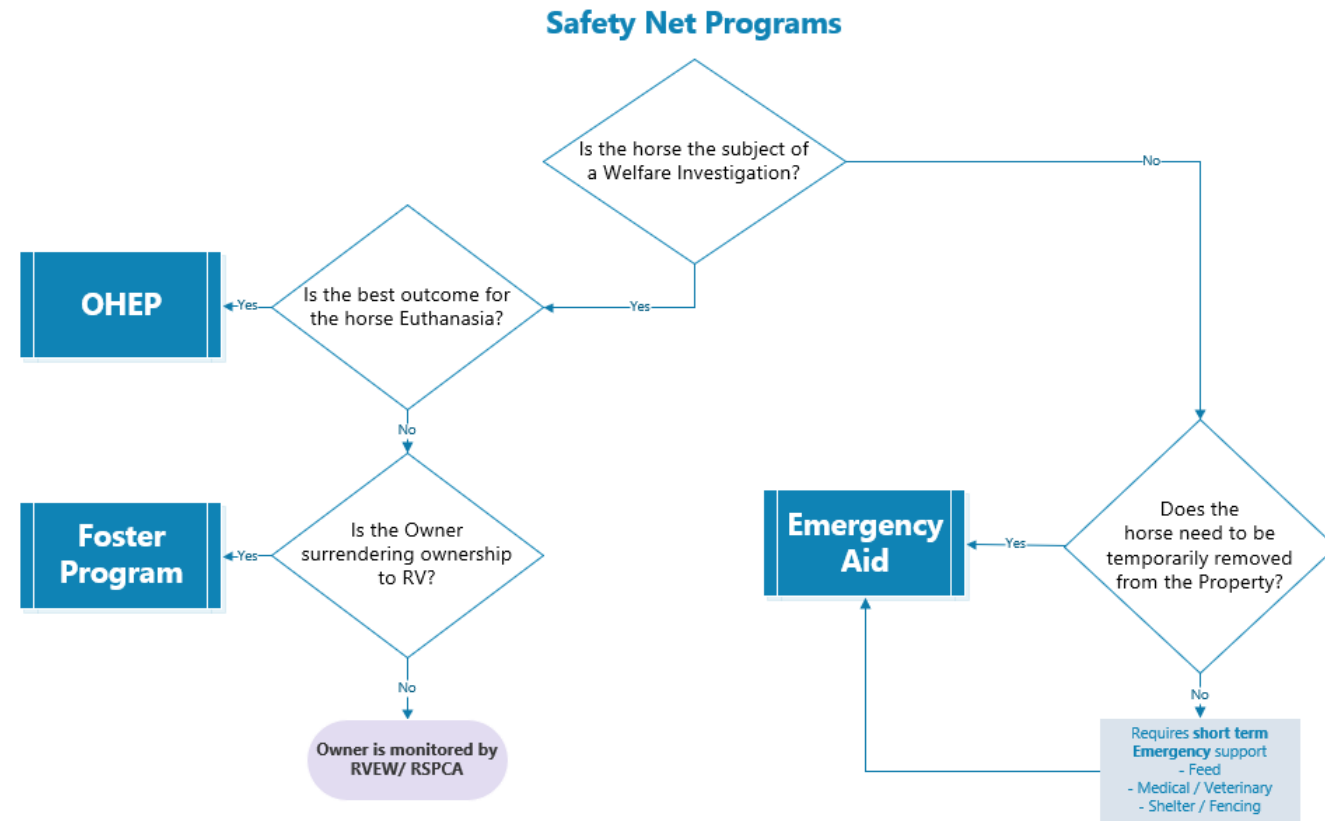 Safety Net Programs
Is the horse the subject of
a Welfare Investigation?
No
Yes
Is the best outcome for
the horse Euthanasia?
Yes
OHEP
No
Is the Owner
surrendering ownership
to RV?
Yes
Foster
Program
No
Owner is monitored by
RVEW/ RSPCA
Does the
horse need to be
temporarily removed
from the Property?
Yes
Emergency
Aid
No
Requires short term
Emergency support
- Feed
- Medical / Veterinary
- Shelter / Fencing